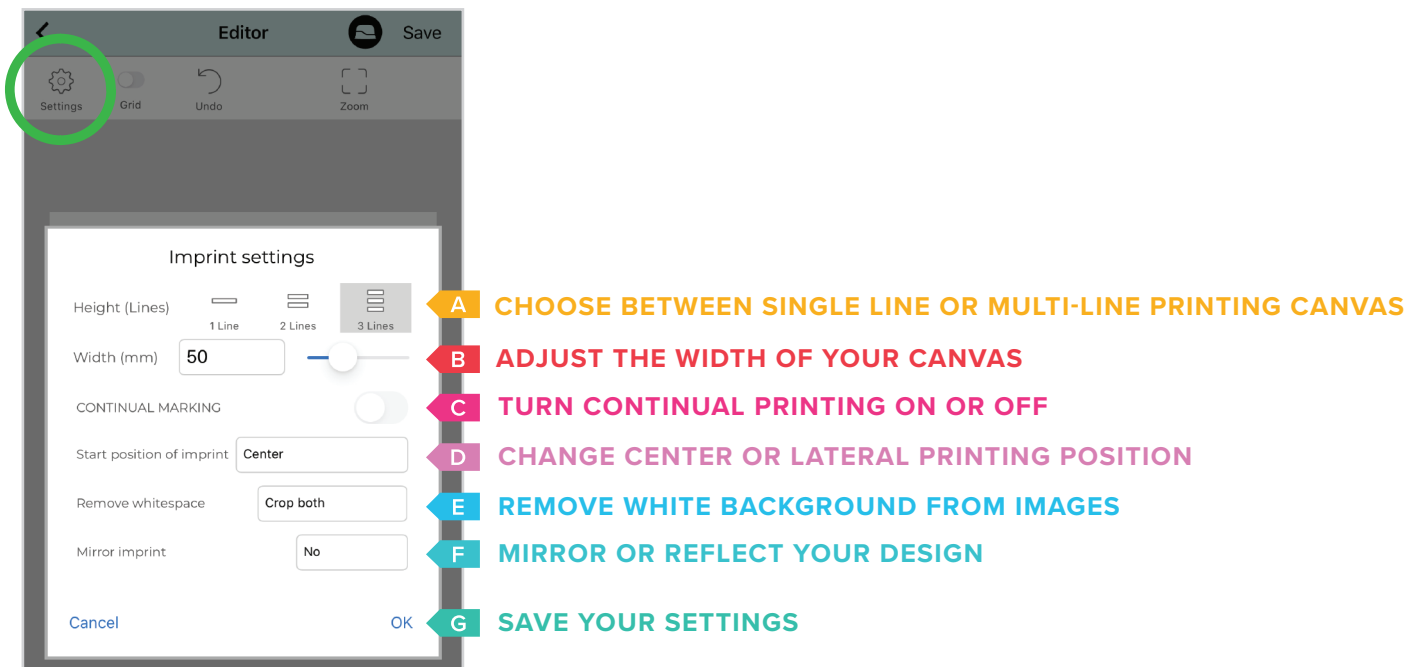 Editor
Save
Settings
Grid
Undo
Zoom
Imprint settings
Height (Lines)
1 Line
2 Lines
3 Lines
A CHOOSE BETWEEN SINGLE LINE OR MULTI-LINE PRINTING CANVAS
Width (mm)
50
B ADJUST THE WIDTH OF YOUR CANVAS
CONTINUAL MARKING
C TURN CONTINUAL PRINTING ON OR OFF
Start position of imprint
Center
D CHANGE CENTER OR LATERAL PRINTING POSITION
Remove whitespace
Crop both
E REMOVE WHITE BACKGROUND FROM IMAGES
Mirror imprint
No
F MIRROR OR REFLECT YOUR DESIGN
Cancel
OK
G SAVE YOUR SETTINGS